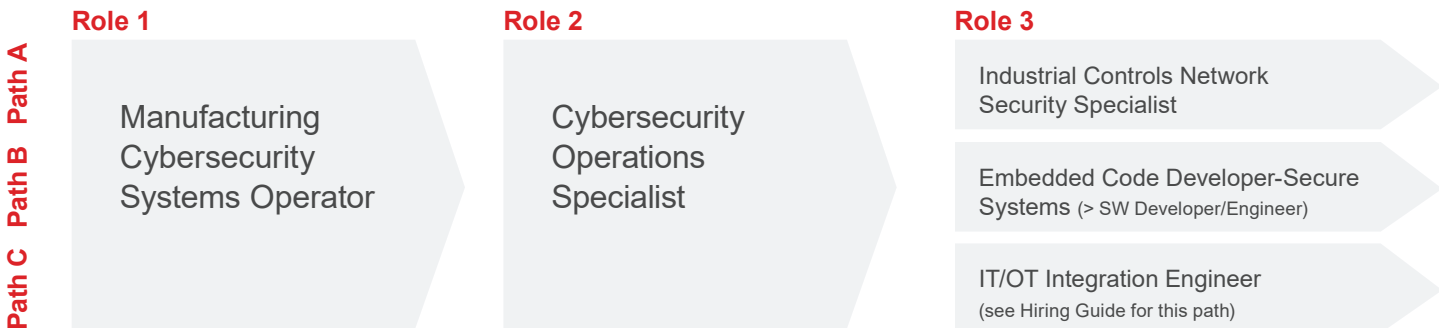 Role 1
Role 2
Role 3
Path A
Path B
Path C
Manufacturing
Cybersecurity
Systems Operator
Cybersecurity
Operations
Specialist
Industrial Controls Network
Security Specialist
Embedded Code Developer-Secure
Systems (> SW Developer/Engineer)
IT/OT Integration Engineer
(see Hiring Guide for this path)